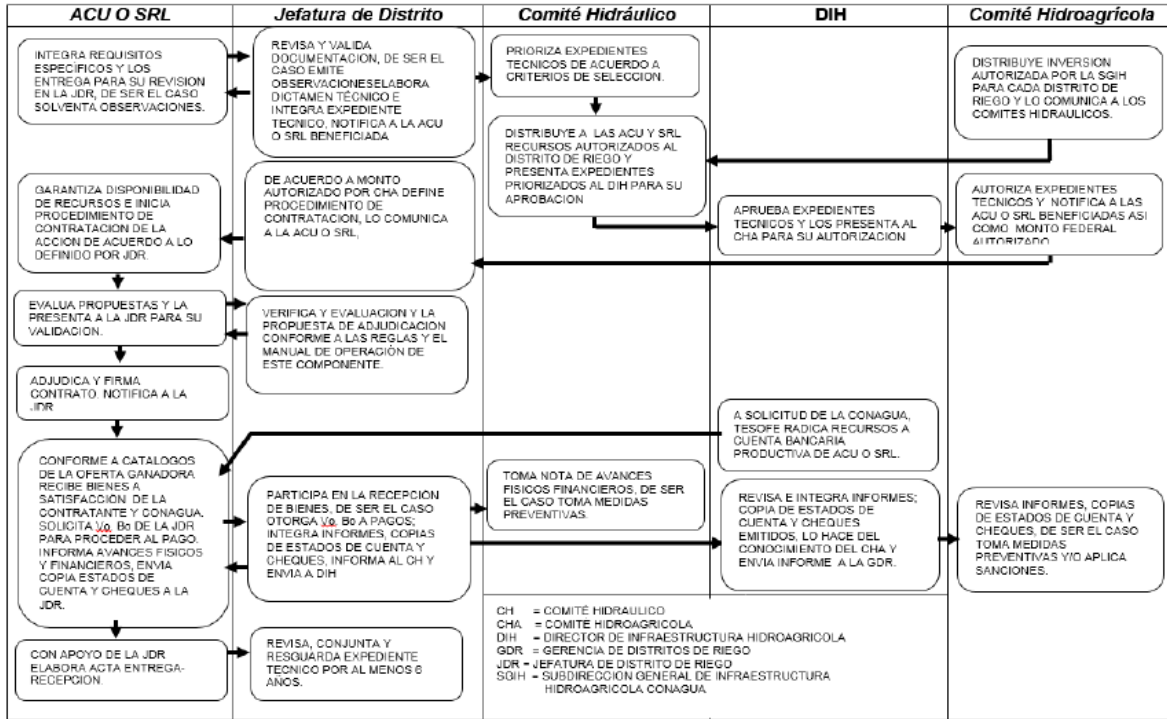 ACU O SRL
Jefatura de Distrito
Comité Hidráulico
DIH
Comité Hidroagrícola
INTEGRA REQUISITOS
ESPECÍFICOS Y LOS
ENTREGA PARA SU REVISION
EN LA JDR, DE SER EL CASO
SOLVENTA OBSERVACIONES.
REVISA Y VALIDA
DOCUMENTACION, DE SER EL
CASO EMITE
OBSERVACIONESELABORA
DICTAMEN TÉCNICO E
INTEGRA EXPEDIENTE
TECNICO, NOTIFICA A LA ACU
O SRL BENEFICIADA
PRIORIZA EXPEDIENTES
TECNICOS DE ACUERDO A
CRITERIOS DE SELECCION.
DISTRIBUYE INVERSION
AUTORIZADA POR LA SGIH
PARA CADA DISTRITO DE
RIEGO Y LO COMUNICA A LOS
COMITES HIDRAULICOS.
DISTRIBUYE A LAS ACU Y SRL
RECURSOS AUTORIZADOS AL
DISTRITO DE RIEGO Y
PRESENTA EXPEDIENTES
PRIORIZADOS AL DIH PARA SU
APROBACION
GARANTIZA DISPONIBILIDAD
DE RECURSOS E INICIA
PROCEDIMIENTO DE
CONTRATACION DE LA
ACCION DE ACUERDO A LO
DEFINIDO POR JDR.
DE ACUERDO A MONTO
AUTORIZADO POR CHA DEFINE
PROCEDIMIENTO DE
CONTRATACION, LO COMUNICA
A LA ACU O SRL,
APRUEBA EXPEDIENTES
TECNICOS Y LOS PRESENTA AL
CHA PARA SU AUTORIZACION
AUTORIZA EXPEDIENTES
TECNICOS Y NOTIFICA A LAS
ACU O SRL BENEFICIADAS ASI
COMO MONTO FEDERAL
AUTORIZADO
EVALUA PROPUESTAS Y LA
PRESENTA A LA JDR PARA SU
VALIDACION.
VERIFICA Y EVALUACION Y LA
PROPUESTA DE ADJUDICACION
CONFORME A LAS REGLAS Y EL
MANUAL DE OPERACIÓN DE
ESTE COMPONENTE.
ADJUDICA Y FIRMA
CONTRATO. NOTIFICA A LA
JDR
A SOLICITUD DE LA CONAGUA,
TESOFE RADICA RECURSOS A
CUENTA BANCARIA
PRODUCTIVA DE ACU O SRL.
CONFORME A CATALOGOS
DE LA OFERTA GANADORA
RECIBE BIENES A
SATISFACCION DE LA
CONTRATANTE Y CONAGUA.
SOLICITA Vo. Bo DE LA JDR
PARA PROCEDER AL PAGO.
INFORMA AVANCES FISICOS
Y FINANCIEROS, ENVIA
COPIA ESTADOS DE
CUENTA Y CHEQUES A LA
JDR.
PARTICIPA EN LA RECEPCIÓN
DE BIENES, DE SER EL CASO
OTORGA Vo. Bo A PAGOS;
INTEGRA INFORMES, COPIAS
DE ESTADOS DE CUENTA Y
CHEQUES, INFORMA AL CH Y
ENVIA A DIH
TOMA NOTA DE AVANCES
FISICOS FINANCIEROS, DE SER
EL CASO TOMA MEDIDAS
PREVENTIVAS.
REVISA E INTEGRA INFORMES;
COPIA DE ESTADOS DE
CUENTA Y CHEQUES
EMITIDOS, LO HACE DEL
CONOCIMIENTO DEL CHA Y
ENVIA INFORME A LA GDR.
REVISA INFORMES, COPIAS
DE ESTADOS DE CUENTA Y
CHEQUES, DE SER EL CASO
TOMA MEDIDAS
PREVENTIVAS Y/O APLICA
SANCIONES.
CON APOYO DE LA JDR
ELABORA ACTA ENTREGA-
RECEPCION.
REVISA, CONJUNTA Y
RESGUARDA EXPEDIENTE
TECNICO POR AL MENOS 6
AÑOS.
CH = COMITÉ HIDRAULICO
CHA = COMITÉ HIDROAGRICOLA
DIH = DIRECTOR DE INFRAESTRUCTURA HIDROAGRICOLA
GDR = GERENCIA DE DISTRITOS DE RIEGO
JDR = JEFATURA DE DISTRITO DE RIEGO
SGIH = SUBDIRECCION GENERAL DE INFRAESTRUCTURA
HIDROAGRICOLA CONAGUA